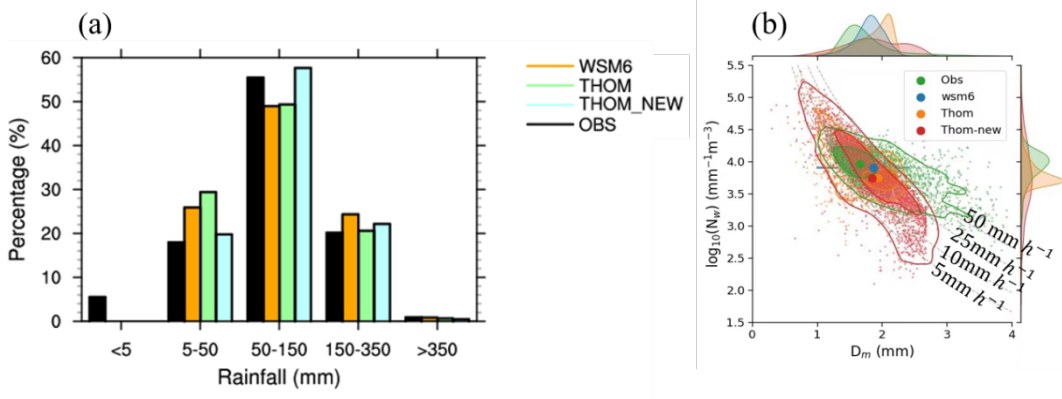 (a)
60
50
40
30
20
10
0
Percentage (%)
<5 5-50 50-150 150-350 >350
Rainfall (mm)
WSM6
THOM
THOM_NEW
OBS
(b)
5.5
5.0
4.5
4.0
3.5
3.0
2.5
2.0
1.5
log₁₀(Nw) (mm⁻¹m⁻³)
Obs
wsm6
Thom
Thom-new
50 mm h⁻¹
25mm h⁻¹
10mm h⁻¹
5mm h⁻¹
0 1 2 3 4
Dₘ (mm)